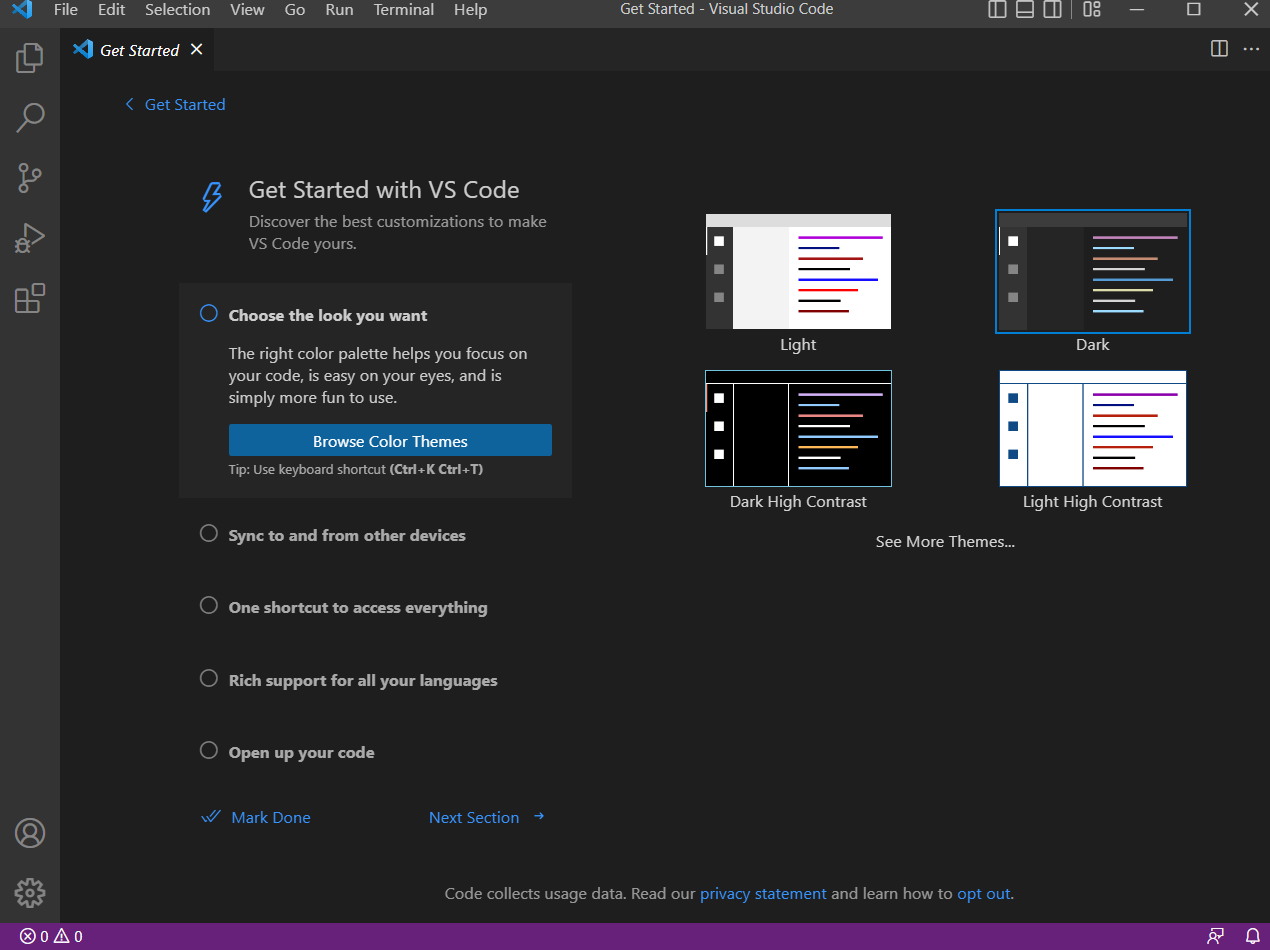 File Edit Selection View Go Run Terminal Help Get Started - Visual Studio Code
Get Started
Get Started
Get Started with VS Code
Discover the best customizations to make
VS Code yours.
Choose the look you want
The right color palette helps you focus on
your code, is easy on your eyes, and is
simply more fun to use.
Browse Color Themes
Tip: Use keyboard shortcut (Ctrl+K Ctrl+T)
Sync to and from other devices
One shortcut to access everything
Rich support for all your languages
Open up your code
Mark Done Next Section
Light Dark
Dark High Contrast Light High Contrast
See More Themes...
Code collects usage data. Read our privacy statement and learn how to opt out.
0 0